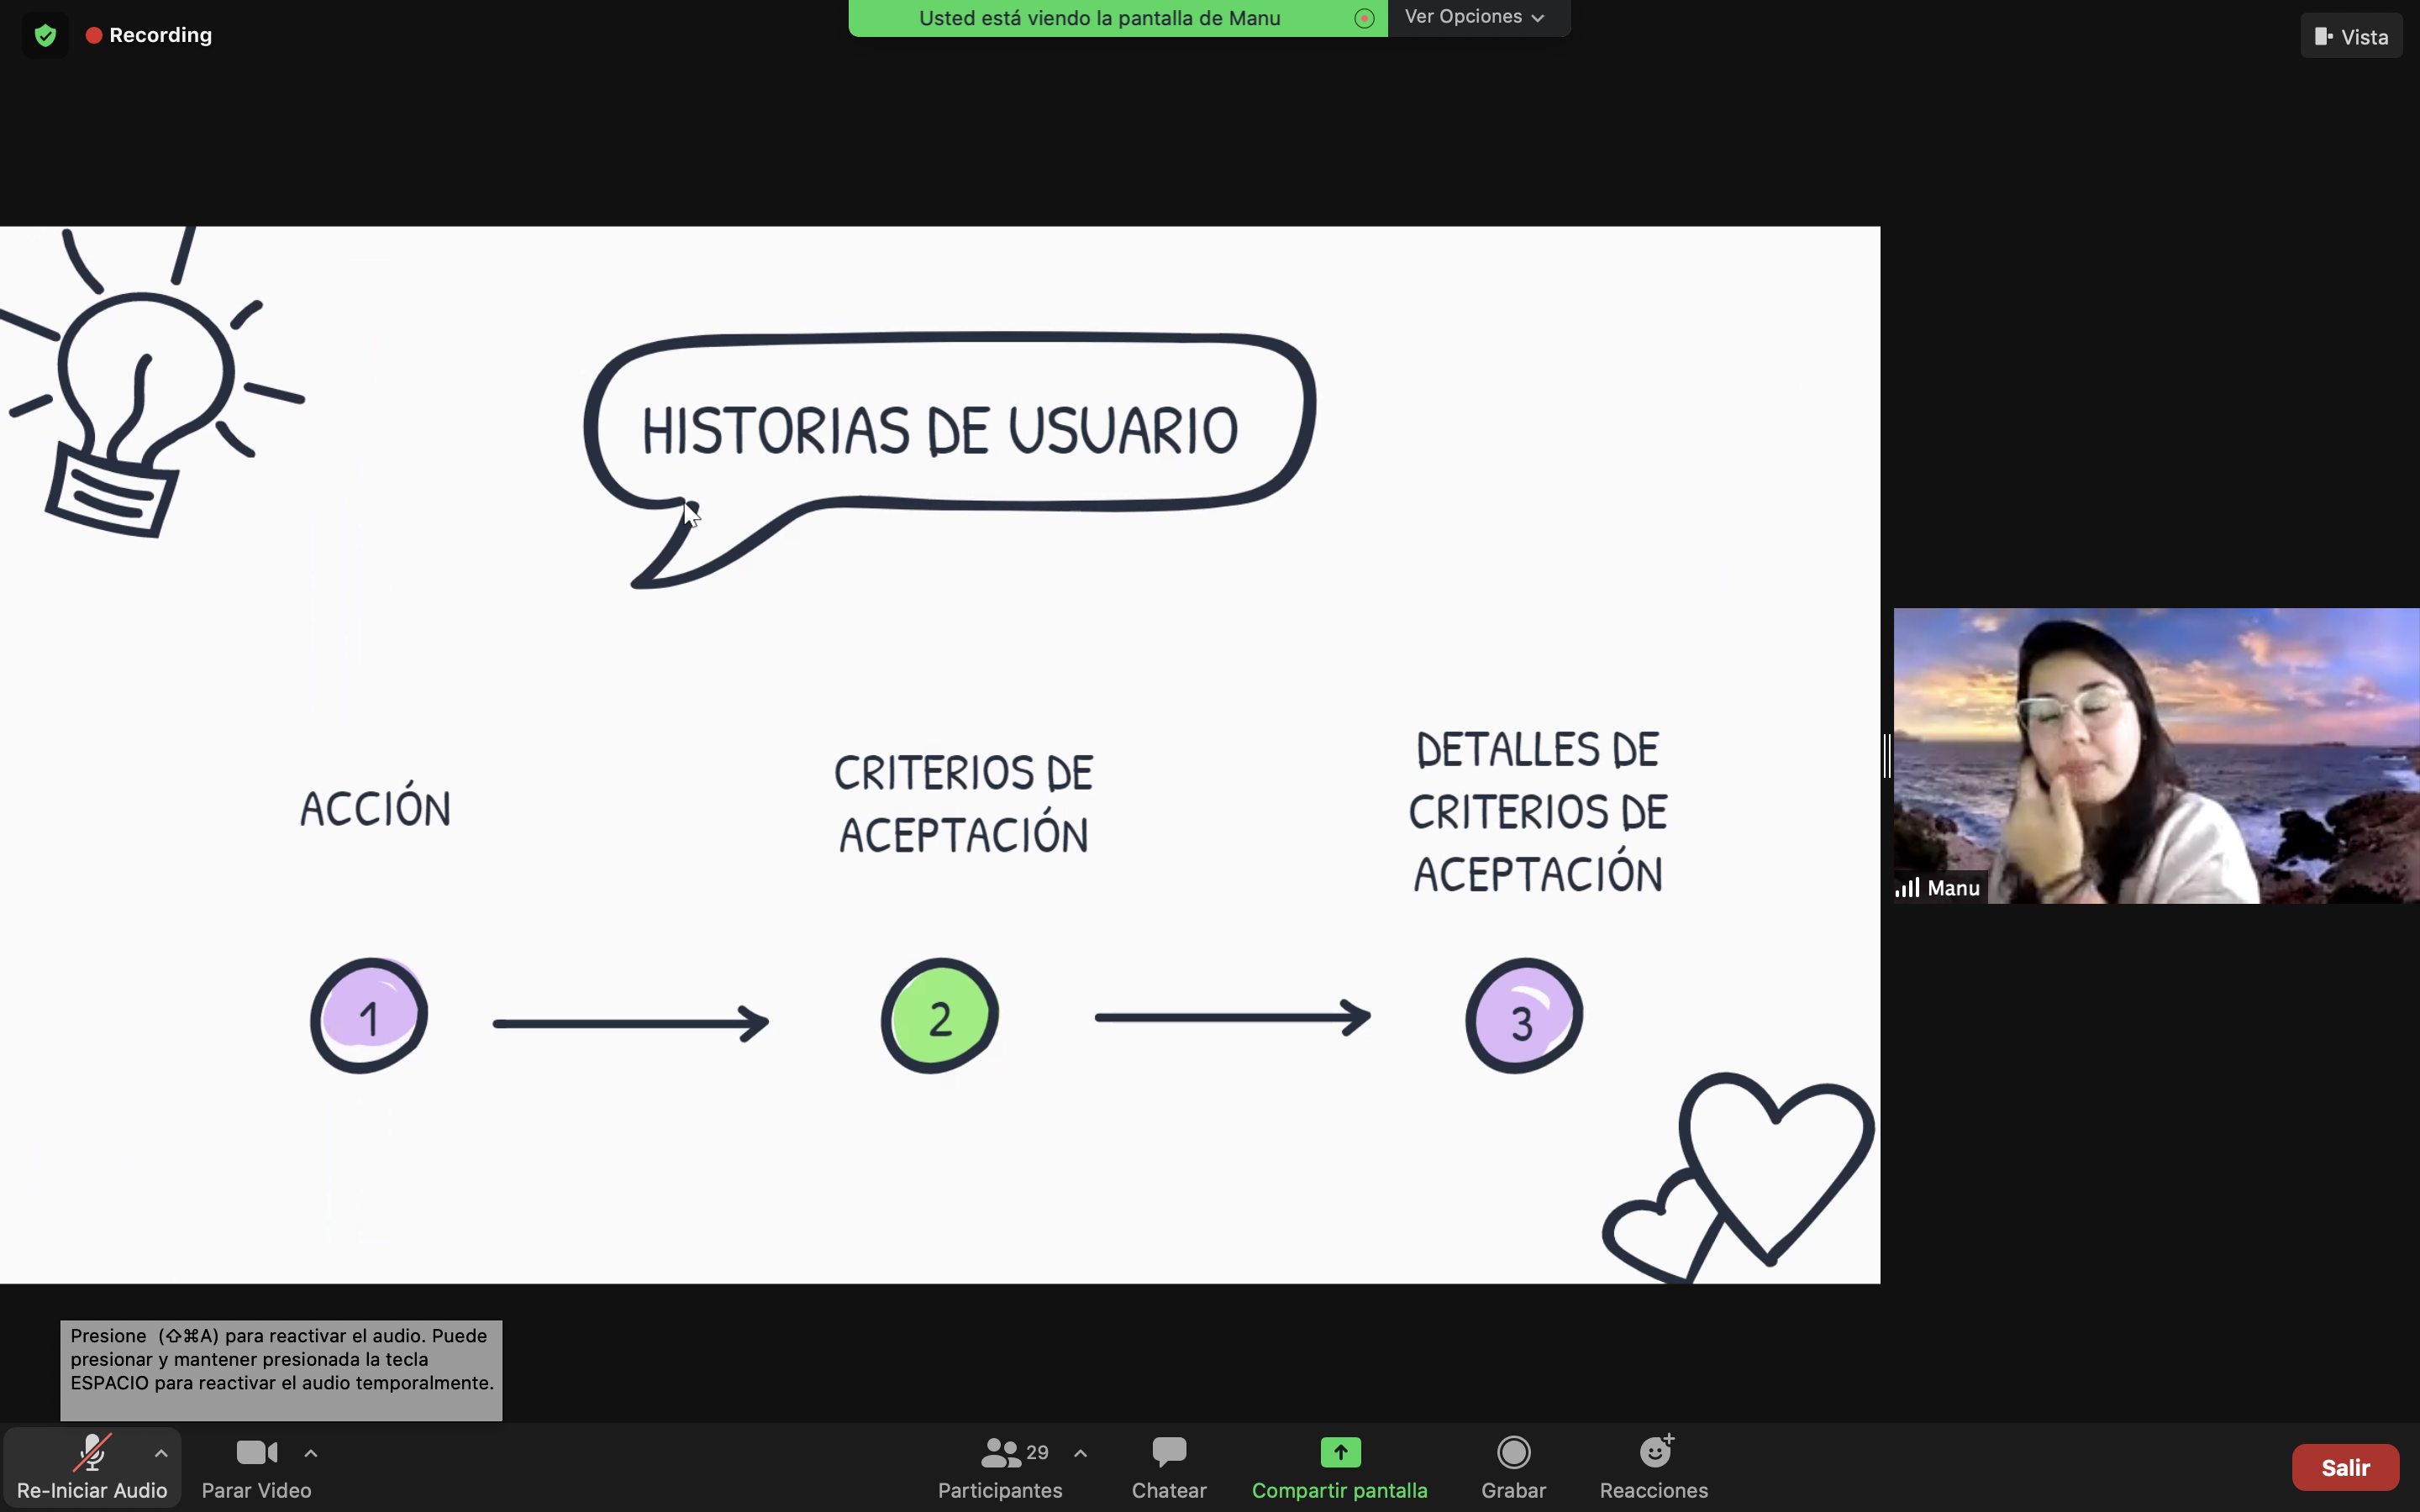 Recording
Usted está viendo la pantalla de Manu
Ver Opciones
Vista
HISTORIAS DE USUARIO
ACCIÓN
CRITERIOS DE
ACEPTACIÓN
DETALLES DE
CRITERIOS DE
ACEPTACIÓN
1
2
3
Manu
Presione (⇧⌘A) para reactivar el audio. Puede
presionar y mantener presionada la tecla
ESPACIO para reactivar el audio temporalmente.
Re-Iniciar Audio
Parar Video
29
Participantes
Chatear
Compartir pantalla
Grabar
Reacciones
Salir